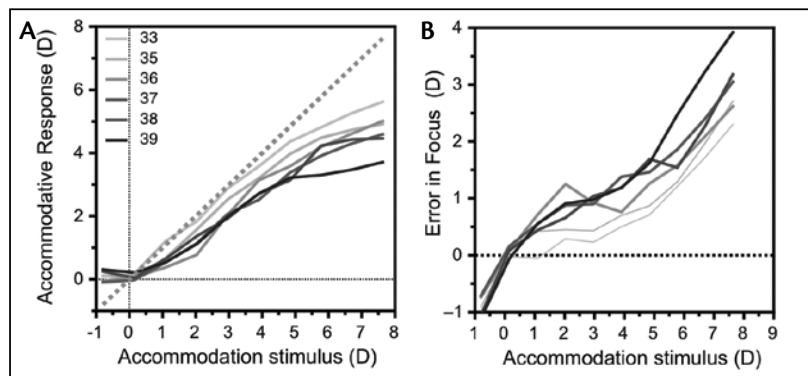 A
Accommodative Response (D)
8
6
4
2
0
33
35
36
37
38
39
-1 0 1 2 3 4 5 6 7 8
Accommodation stimulus (D)
B
Error in Focus (D)
4
3
2
1
0
−1
-1 0 1 2 3 4 5 6 7 8 9
Accommodation stimulus (D)